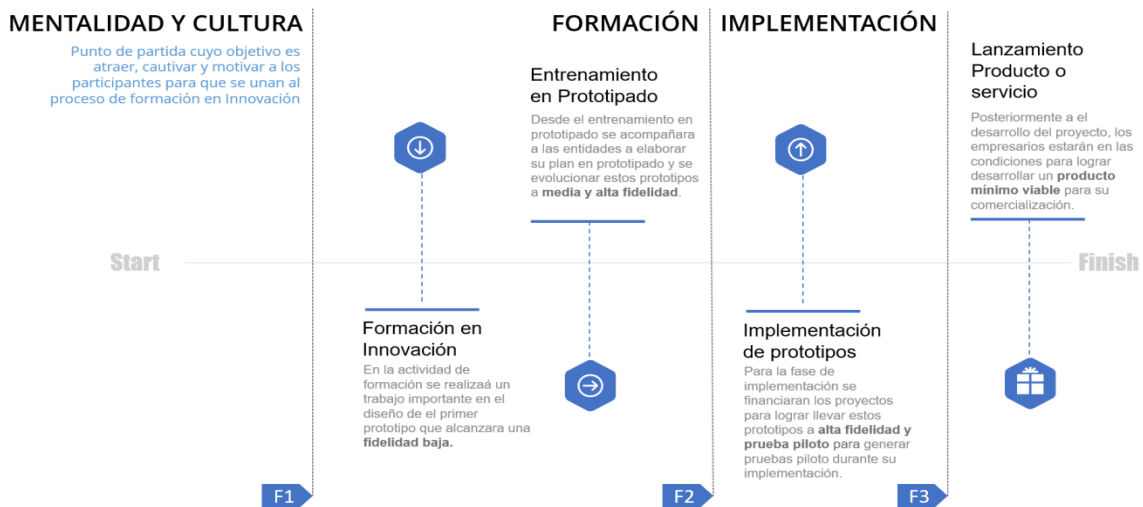 MENTALIDAD Y CULTURA
Punto de partida cuyo objetivo es
atraer, cautivar y motivar a los
participantes para que se unan al
proceso de formación en Innovación
FORMACIÓN
IMPLEMENTACIÓN
Entrenamiento
en Prototipado
Desde el entrenamiento en
prototipado se acompañara
a las entidades a elaborar
su plan en prototipado y se
evolucionar estos prototipos
a media y alta fidelidad.
Lanzamiento
Producto o
servicio
Posteriormente a el
desarrollo del proyecto, los
empresarios estarán en las
condiciones para lograr
desarrollar un producto
mínimo viable para su
comercialización.
Start
Finish
Formación en
Innovación
En la actividad de
formación se realizaá un
trabajo importante en el
diseño de el primer
prototipo que alcanzara una
fidelidad baja.
Implementación
de prototipos
Para la fase de
implementación se
financiaran los proyectos
para lograr llevar estos
prototipos a alta fidelidad y
prueba piloto para generar
pruebas piloto durante su
implementación.
F1
F2
F3